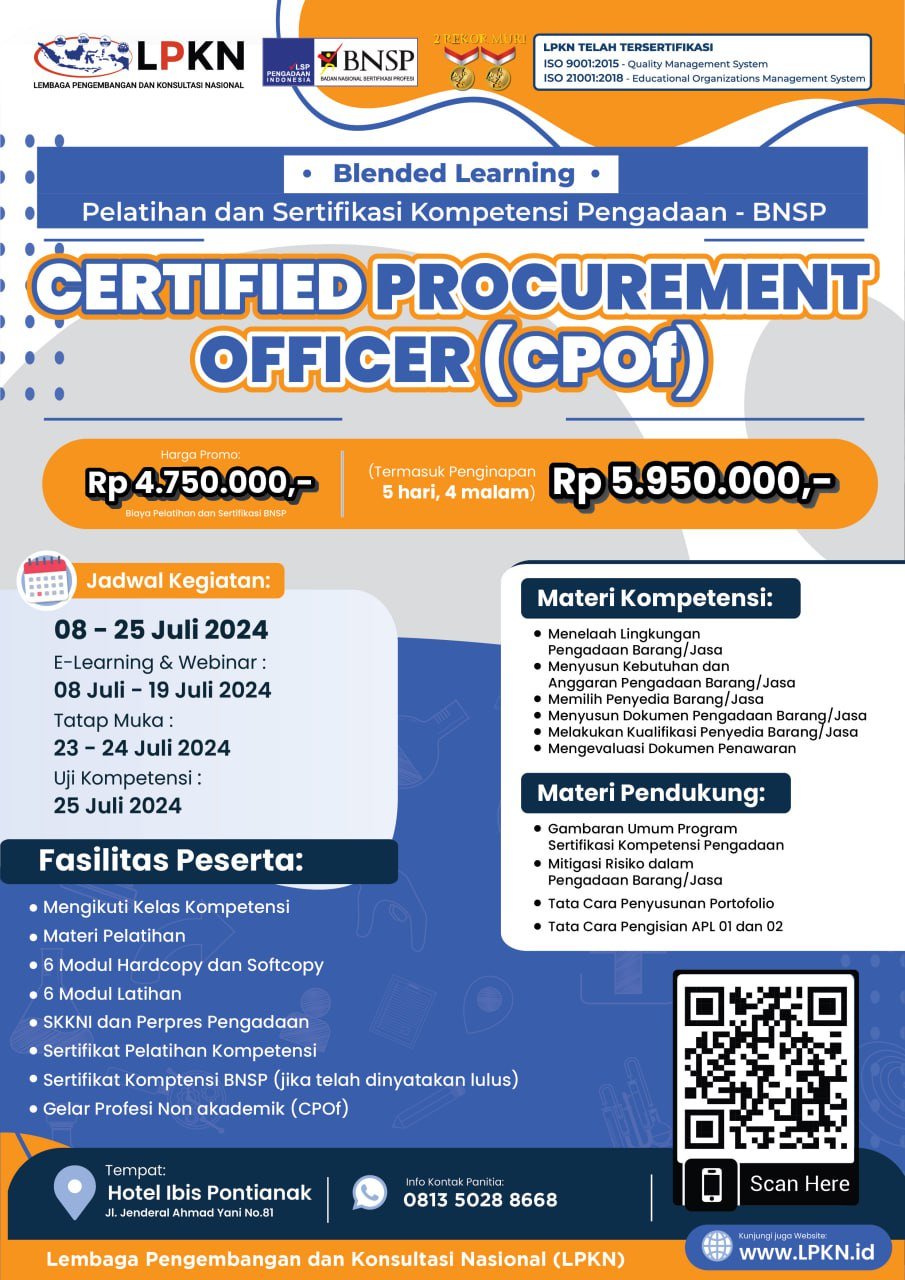 LPKN
LEMBAGA PENGEMBANGAN DAN KONSULTASI NASIONAL
LSP
PENGADAAN
INDONESIA
BNSP
BADAN NASIONAL SERTIFIKASI PROFESI
2 REKOR MURI
LPKN TELAH TERSERTIFIKASI
ISO 9001:2015 - Quality Management System
ISO 21001:2018 - Educational Organizations Management System
• Blended Learning •
Pelatihan dan Sertifikasi Kompetensi Pengadaan - BNSP
CERTIFIED PROCUREMENT
OFFICER (CPOf)
Harga Promo:
Rp 4.750.000,-
Biaya Pelatihan dan Sertifikasi BNSP
(Termasuk Penginapan
5 hari, 4 malam)
Rp 5.950.000,-
Jadwal Kegiatan:
08 - 25 Juli 2024
E-Learning & Webinar :
08 Juli - 19 Juli 2024
Tatap Muka :
23 - 24 Juli 2024
Uji Kompetensi :
25 Juli 2024
Materi Kompetensi:
• Menelaah Lingkungan
Pengadaan Barang/Jasa
• Menyusun Kebutuhan dan
Anggaran Pengadaan Barang/Jasa
• Memilih Penyedia Barang/Jasa
• Menyusun Dokumen Pengadaan Barang/Jasa
• Melakukan Kualifikasi Penyedia Barang/Jasa
• Mengevaluasi Dokumen Penawaran
Materi Pendukung:
• Gambaran Umum Program
Sertifikasi Kompetensi Pengadaan
• Mitigasi Risiko dalam
Pengadaan Barang/Jasa
• Tata Cara Penyusunan Portofolio
• Tata Cara Pengisian APL 01 dan 02
Fasilitas Peserta:
• Mengikuti Kelas Kompetensi
• Materi Pelatihan
• 6 Modul Hardcopy dan Softcopy
• 6 Modul Latihan
• SKKNI dan Perpres Pengadaan
• Sertifikat Pelatihan Kompetensi
• Sertifikat Komptensi BNSP (jika telah dinyatakan lulus)
• Gelar Profesi Non akademik (CPOf)
Scan Here
Tempat:
Hotel Ibis Pontianak
Jl. Jenderal Ahmad Yani No.81
Info Kontak Panitia:
0813 5028 8668
Kunjungi juga Website:
www.LPKN.id
Lembaga Pengembangan dan Konsultasi Nasional (LPKN)